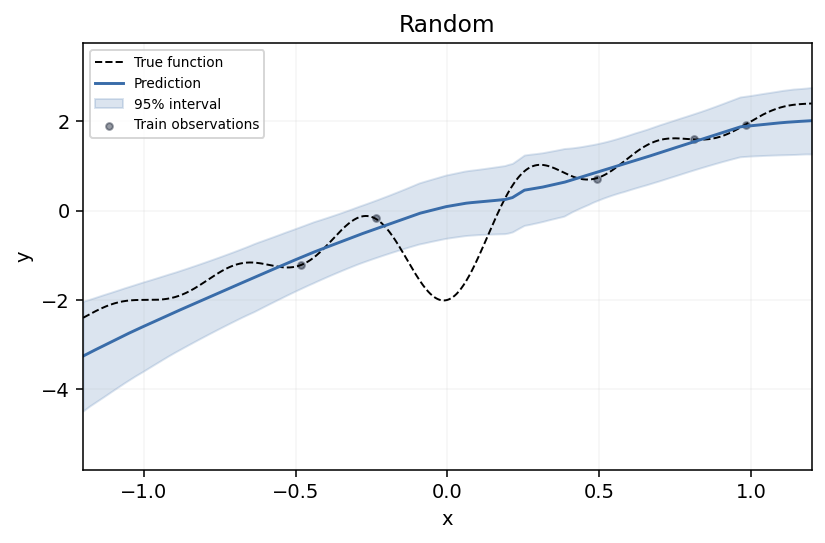 Random
True function
Prediction
95% interval
Train observations
2
0
−2
−4
y
−1.0
−0.5
0.0
0.5
1.0
x